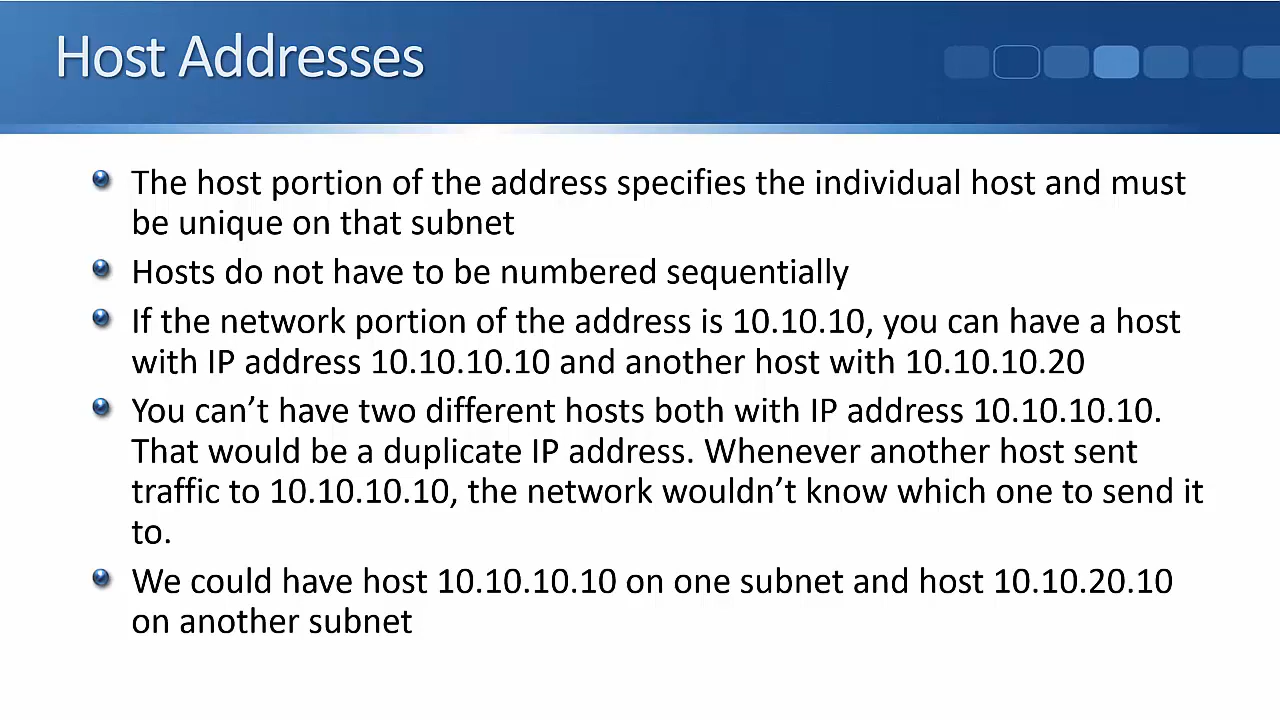 Host Addresses
The host portion of the address specifies the individual host and must
be unique on that subnet
Hosts do not have to be numbered sequentially
If the network portion of the address is 10.10.10, you can have a host
with IP address 10.10.10.10 and another host with 10.10.10.20
You can’t have two different hosts both with IP address 10.10.10.10.
That would be a duplicate IP address. Whenever another host sent
traffic to 10.10.10.10, the network wouldn’t know which one to send it
to.
We could have host 10.10.10.10 on one subnet and host 10.10.20.10
on another subnet